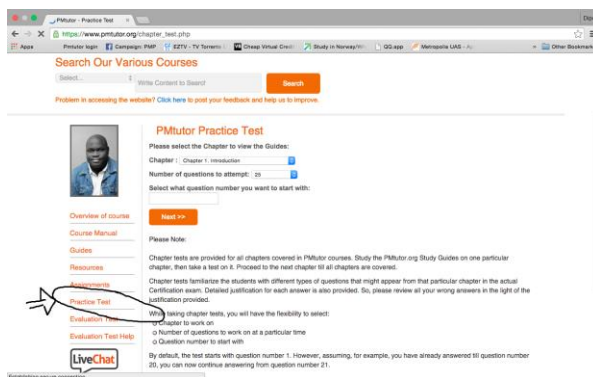 PMtutor - Practice Test
https://www.pmtutor.org/chapter_test.php
Apps Pmtutor login Campaign: PMP EZTV - TV Torrents Cheap Virtual Credit Study in Norway QQ.app Metropolia UAS - Other Bookmark
Search Our Various Courses
Select... Write Content to Search! Search
Problem in accessing the website? Click here to post your feedback and help us to improve.
PMtutor Practice Test
Please select the Chapter to view the Guides:
Chapter : Chapter 1. Introduction
Number of questions to attempt: 25
Select what question number you want to start with:
Next >>
Overview of course
Course Manual
Guides
Resources
Assignments
Practice Test
Evaluation Test
Evaluation Test Help
LiveChat
Please Note:
Chapter tests are provided for all chapters covered in PMtutor courses. Study the PMtutor.org Study Guides on one particular
chapter, then take a test on it. Proceed to the next chapter till all chapters are covered.
Chapter tests familiarize the students with different types of questions that might appear from that particular chapter in the actual
Certification exam. Detailed justification for each answer is also provided. So, please review all your wrong answers in the light of the
justification provided.
While taking chapter tests, you will have the flexibility to select:
o Chapter to work on
o Number of questions to work on at a particular time
o Question number to start with
By default, the test starts with question number 1. However, assuming, for example, you have already answered till question number
20, you can now continue answering from question number 21.